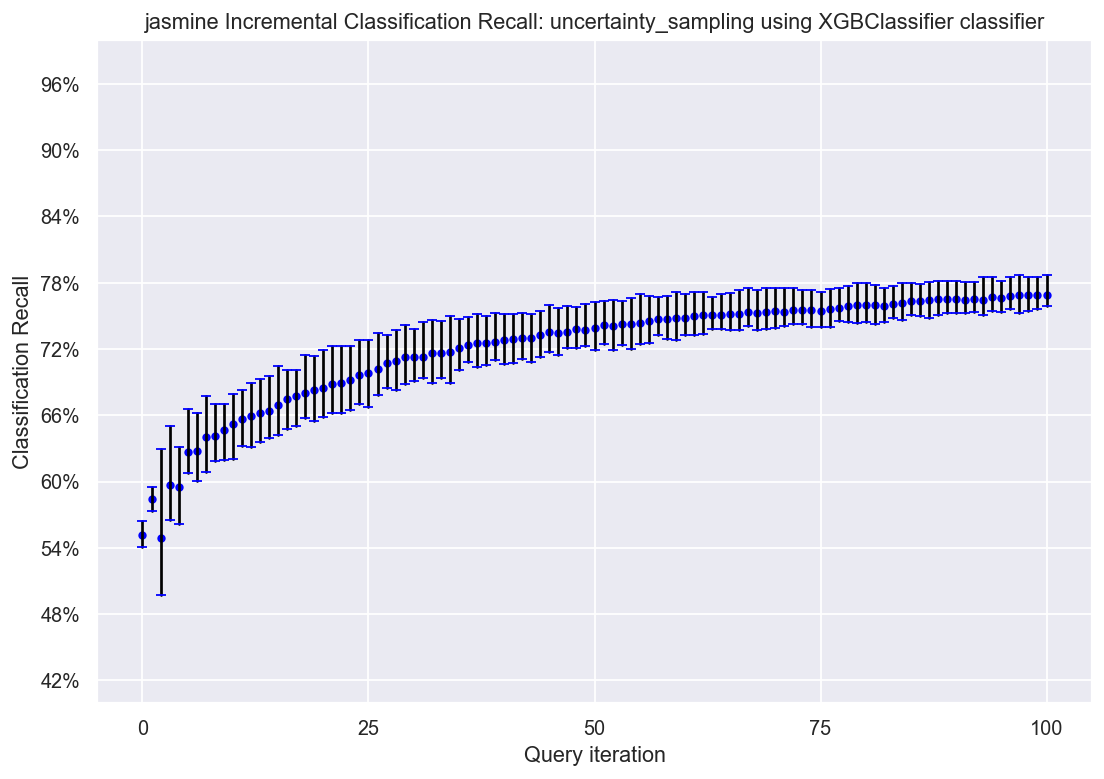 jasmine Incremental Classification Recall: uncertainty_sampling using XGBClassifier classifier
96%
90%
84%
78%
72%
66%
60%
54%
48%
42%
Classification Recall
0 25 50 75 100
Query iteration